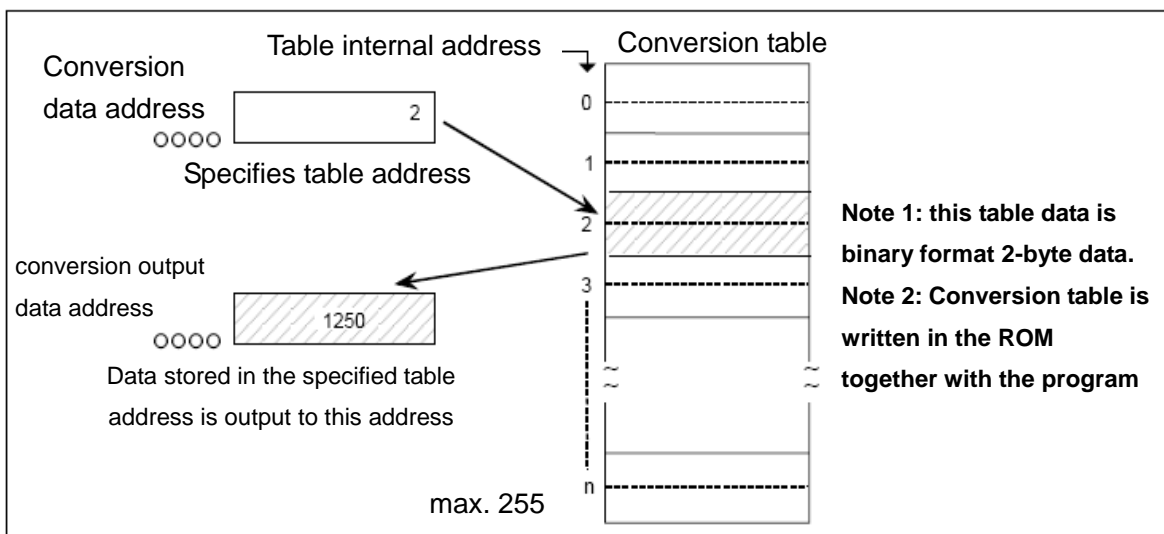 Table internal address
Conversion table
Conversion
data address
2
○○○○
Specifies table address
0
1
2
3
n
conversion output
data address
1250
○○○○
Data stored in the specified table
address is output to this address
max. 255
Note 1: this table data is
binary format 2-byte data.
Note 2: Conversion table is
written in the ROM
together with the program